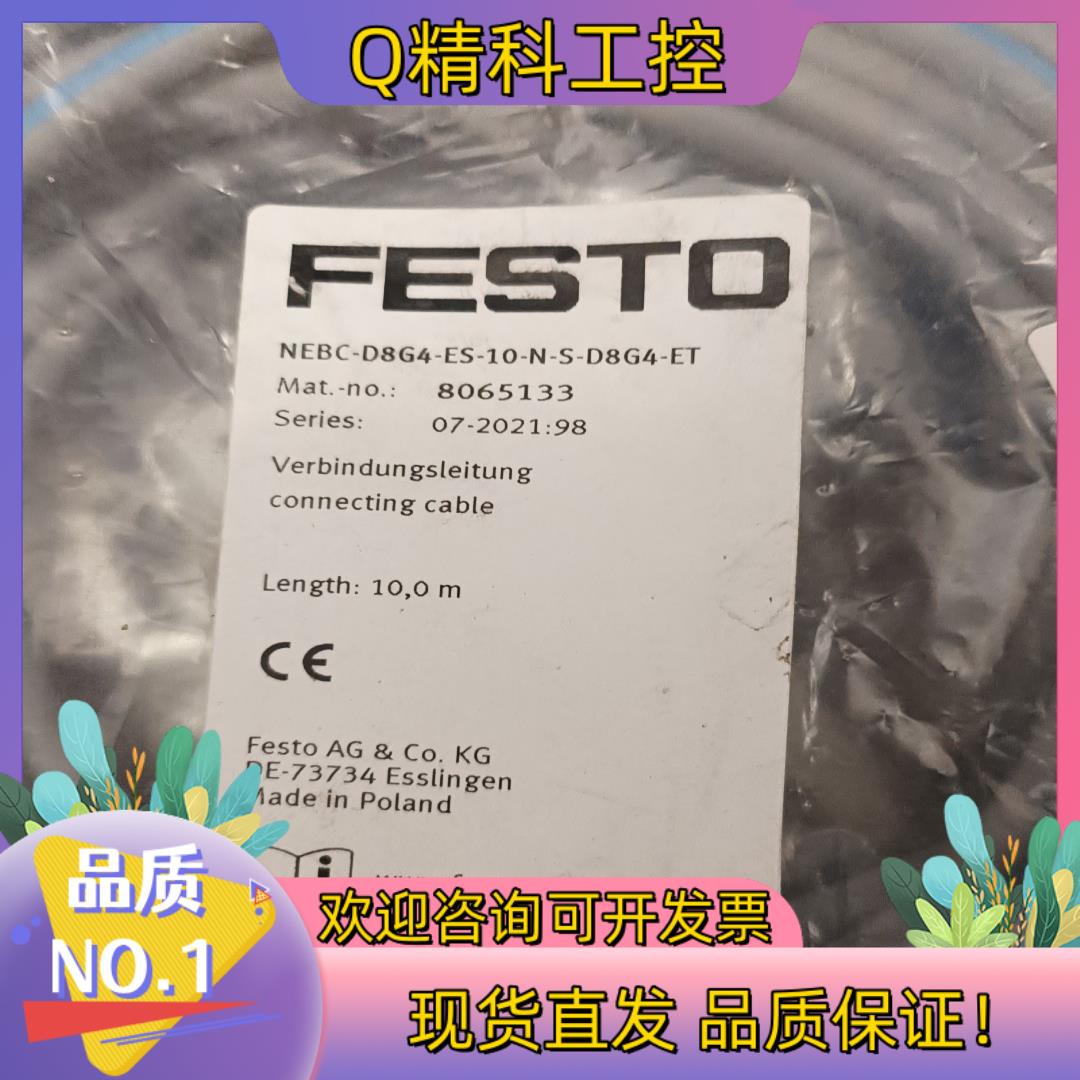 Q精科工控
FESTO
NEBC-D8G4-ES-10-N-S-D8G4-ET
Mat.-no.: 8065133
Series: 07-2021:98
Verbindungsleitung
connecting cable
Length: 10,0 m
CE
Festo AG & Co. KG
DE-73734 Esslingen
Made in Poland
i
品质
NO.1
欢迎咨询可开发票
现货直发 品质保证!